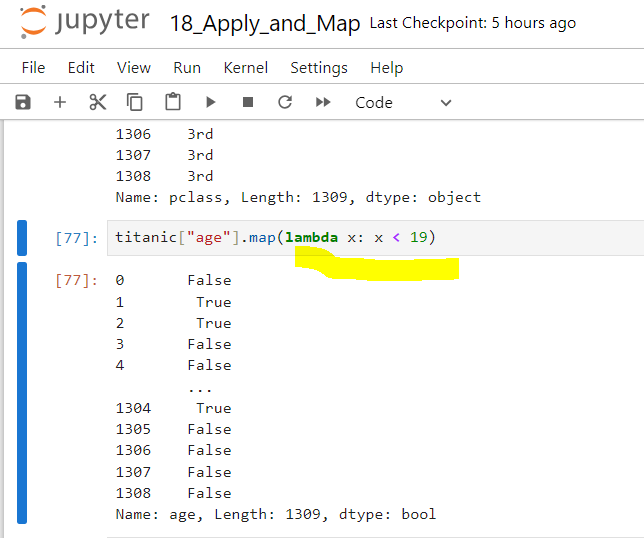 jupyter 18_Apply_and_Map Last Checkpoint: 5 hours ago
File Edit View Run Kernel Settings Help
Code
1306 3rd
1307 3rd
1308 3rd
Name: pclass, Length: 1309, dtype: object
[77]: titanic["age"].map(lambda x: x < 19)
[77]: 0 False
1 True
2 True
3 False
4 False
...
1304 True
1305 False
1306 False
1307 False
1308 False
Name: age, Length: 1309, dtype: bool